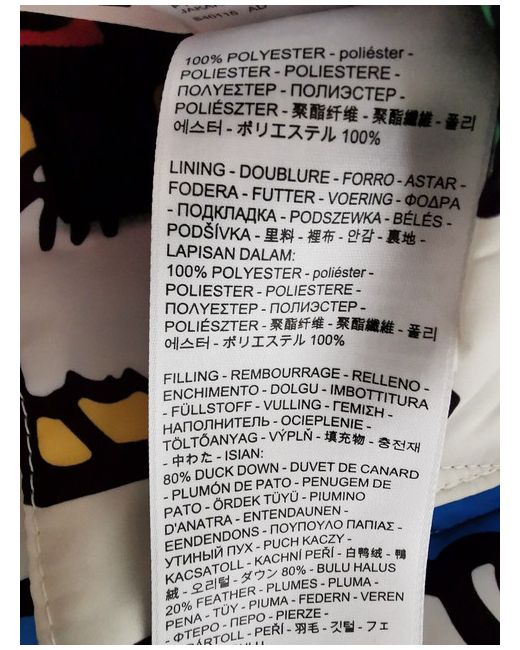 S40110 AD
100% POLYESTER - poliéster -
POLIESTER - POLIESTERE -
ΠΟΛΥΕΣΤΕΡ - ПОЛИЭСТЕР -
POLIÉSZTER - 聚酯纤维 - 聚酯纖維 - 폴리
에스터 - ポリエステル 100%
LINING - DOUBLURE - FORRO - ASTAR -
FODERA - FUTTER - VOERING - ΦΟΔΡΑ
- ПОДКЛАДКА - PODSZEWKA - BÉLÉS -
PODŠÍVKA - 里料 - 裡布 - 안감 - 裏地 -
LAPISAN DALAM:
100% POLYESTER - poliéster -
POLIESTER - POLIESTERE -
ΠΟΛΥΕΣΤΕΡ - ПОЛИЭСТЕР -
POLIÉSZTER - 聚酯纤维 - 聚酯纖維 - 폴리
에스터 - ポリエステル 100%
FILLING - REMBOURRAGE - RELLENO -
ENCHIMENTO - DOLGU - IMBOTTITURA
- FÜLLSTOFF - VULLING - ΓΕΜΙΣΗ -
НАПОЛНИТЕЛЬ - OCIEPLENIE -
TÖLTŐANYAG - VÝPLŇ - 填充物 - 충전재
- 中わた - ISIAN:
80% DUCK DOWN - DUVET DE CANARD
- PLUMÓN DE PATO - PENUGEM DE
PATO - ÖRDEK TÜYÜ - PIUMINO
D'ANATRA - ENTENDAUNEN -
EENDENDONS - ΠΟΥΠΟΥΛΟ ΠΑΠΙΑΣ -
УТИНЫЙ ПУХ - PUCH KACZY -
KACSATOLL - KACHNÍ PEŘÍ - 白鸭绒 - 鴨
絨 - 오리털 - ダウン 80% - BULU HALUS
20% FEATHER - PLUMES - PLUMA -
PENA - TÜY - PIUMA - FEDERN - VEREN
- ΦΤΕΡΟ - ПЕРО - PIERZE -
PEŘÍ - 羽毛 - 깃털 - フェ
BULU